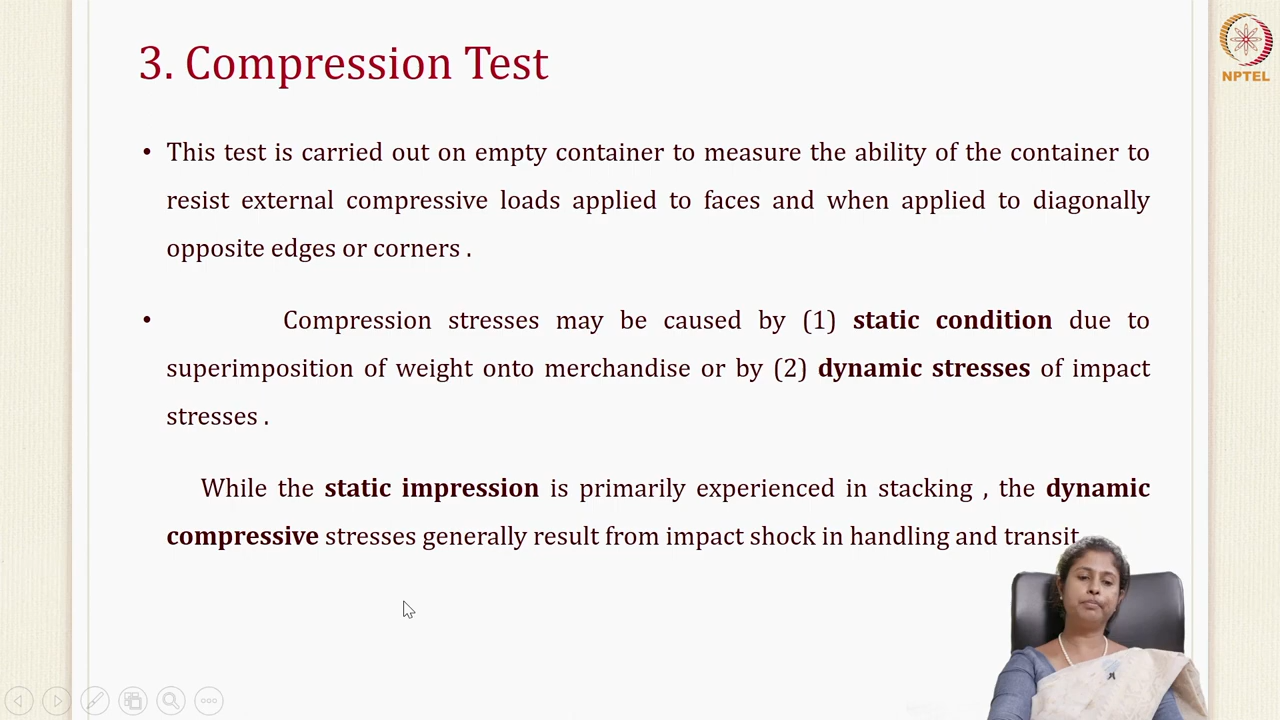 3. Compression Test
NPTEL
• This test is carried out on empty container to measure the ability of the container to
resist external compressive loads applied to faces and when applied to diagonally
opposite edges or corners .
• Compression stresses may be caused by (1) static condition due to
superimposition of weight onto merchandise or by (2) dynamic stresses of impact
stresses .
While the static impression is primarily experienced in stacking , the dynamic
compressive stresses generally result from impact shock in handling and transit